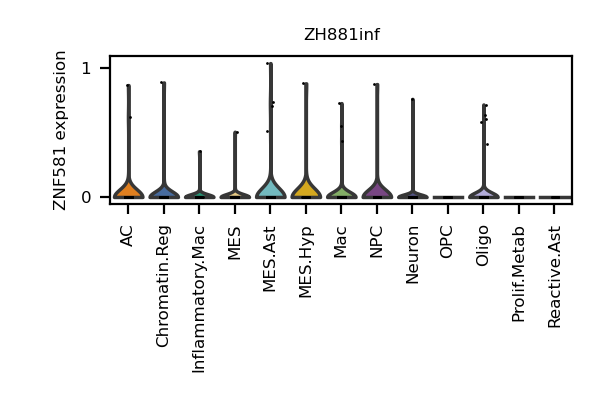 ZH881inf
ZNF581 expression
1
0
AC
Chromatin.Reg
Inflammatory.Mac
MES
MES.Ast
MES.Hyp
Mac
NPC
Neuron
OPC
Oligo
Prolif.Metab
Reactive.Ast